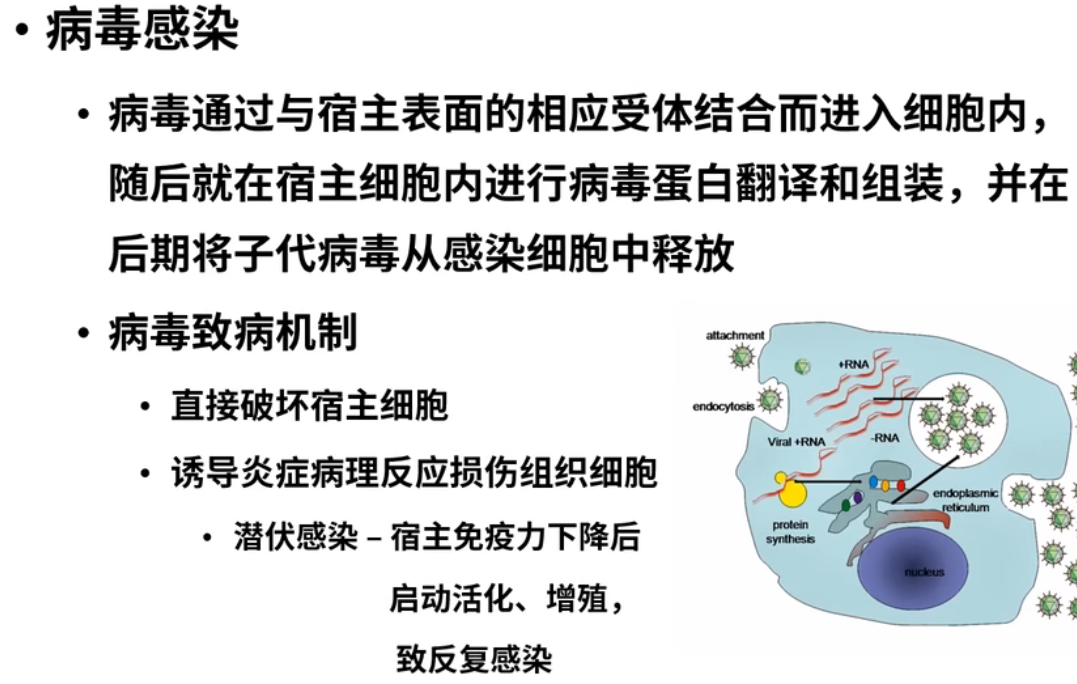 • 病毒感染
• 病毒通过与宿主表面的相应受体结合而进入细胞内，
随后就在宿主细胞内进行病毒蛋白翻译和组装，并在
后期将子代病毒从感染细胞中释放
• 病毒致病机制
• 直接破坏宿主细胞
• 诱导炎症病理反应损伤组织细胞
• 潜伏感染 – 宿主免疫力下降后
启动活化、增殖，
致反复感染
attachment
+RNA
endocytosis
Viral +RNA
-RNA
endoplasmic
reticulum
protein
synthesis
nucleus